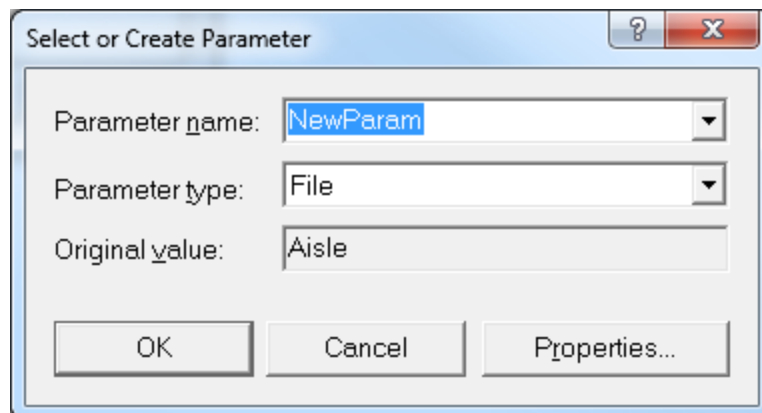 Select or Create Parameter
?
X
Parameter name: NewParam
Parameter type: File
Original value: Aisle
OK Cancel Properties...